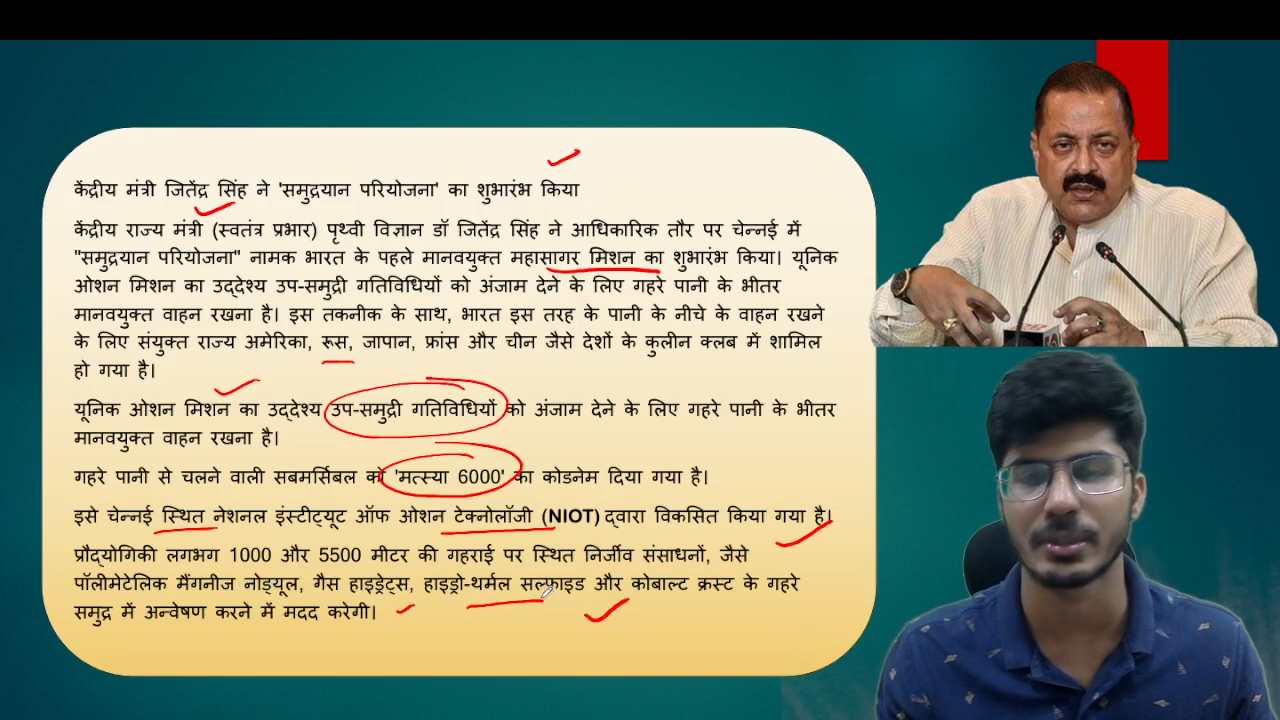 केंद्रीय मंत्री जितेंद्र सिंह ने 'समुद्रयान परियोजना' का शुभारंभ किया
केंद्रीय राज्य मंत्री (स्वतंत्र प्रभार) पृथ्वी विज्ञान डॉ जितेंद्र सिंह ने आधिकारिक तौर पर चेन्नई में
"समुद्रयान परियोजना" नामक भारत के पहले मानवयुक्त महासागर मिशन का शुभारंभ किया। यूनिक
ओशन मिशन का उद्देश्य उप-समुद्री गतिविधियों को अंजाम देने के लिए गहरे पानी के भीतर
मानवयुक्त वाहन रखना है। इस तकनीक के साथ, भारत इस तरह के पानी के नीचे के वाहन रखने
के लिए संयुक्त राज्य अमेरिका, रूस, जापान, फ्रांस और चीन जैसे देशों के कुलीन क्लब में शामिल
हो गया है।
यूनिक ओशन मिशन का उद्देश्य उप-समुद्री गतिविधियों को अंजाम देने के लिए गहरे पानी के भीतर
मानवयुक्त वाहन रखना है।
गहरे पानी से चलने वाली सबमर्सिबल को 'मत्स्या 6000' का कोडनेम दिया गया है।
इसे चेन्नई स्थित नेशनल इंस्टीट्यूट ऑफ ओशन टेक्नोलॉजी (NIOT) द्वारा विकसित किया गया है।
प्रौद्योगिकी लगभग 1000 और 5500 मीटर की गहराई पर स्थित निर्जीव संसाधनों, जैसे
पॉलीमेटेलिक मैंगनीज नोड्यूल, गैस हाइड्रेट्स, हाइड्रो-थर्मल सल्फाइड और कोबाल्ट क्रस्ट के गहरे
समुद्र में अन्वेषण करने में मदद करेगी।